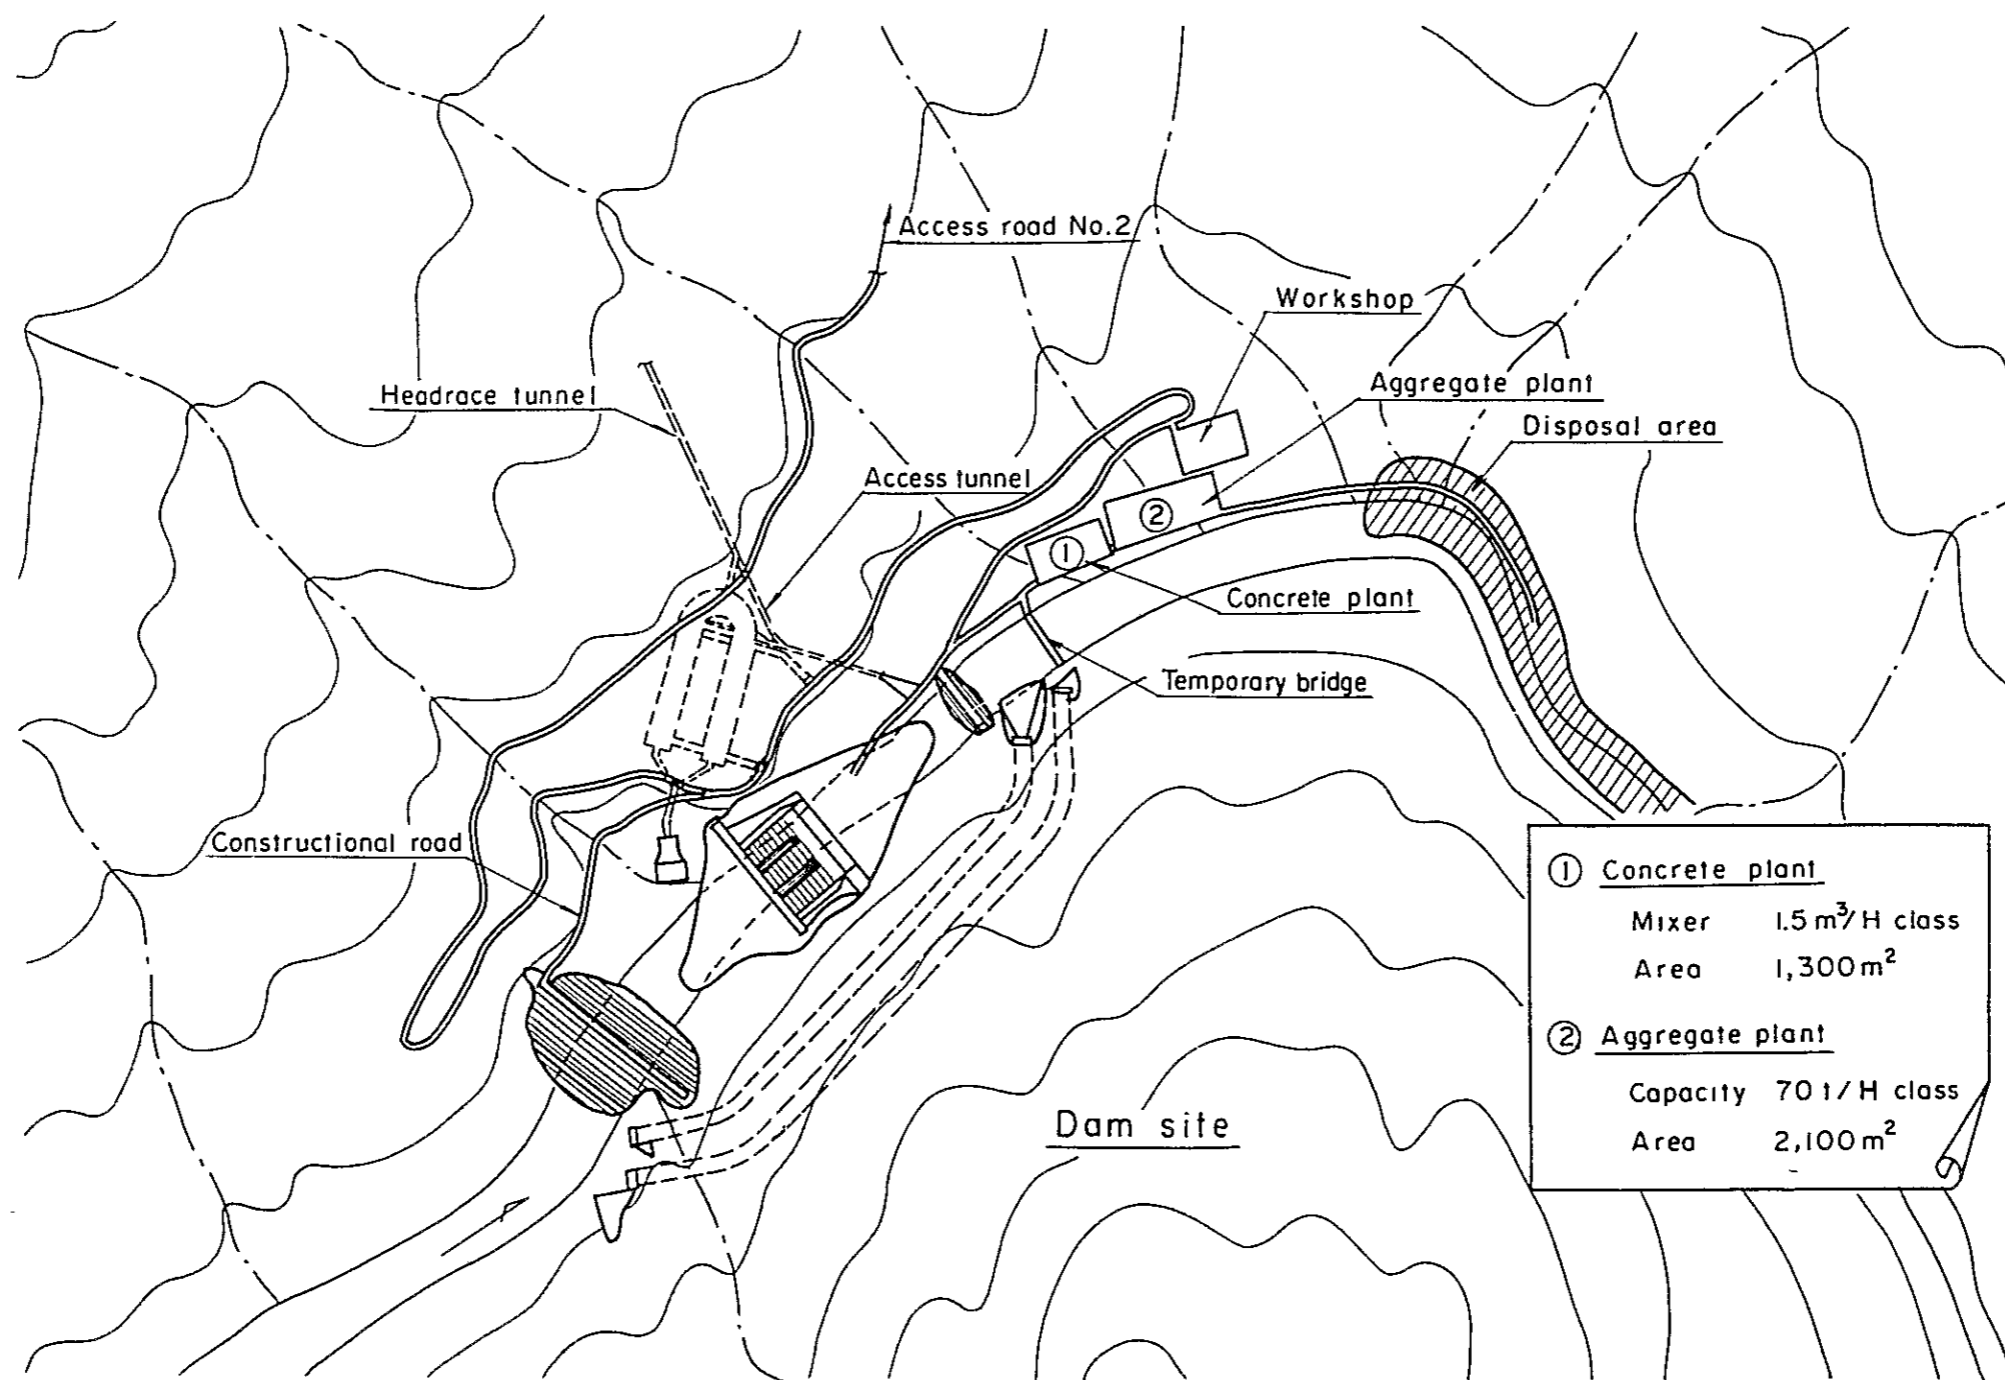 Access road No.2
Workshop
Headrace tunnel
Aggregate plant
Disposal area
Access tunnel
②
①
Concrete plant
Temporary bridge
Constructional road
Dam site
① Concrete plant
Mixer 1.5 m³/H class
Area 1,300 m²
② Aggregate plant
Capacity 70 t/H class
Area 2,100 m²